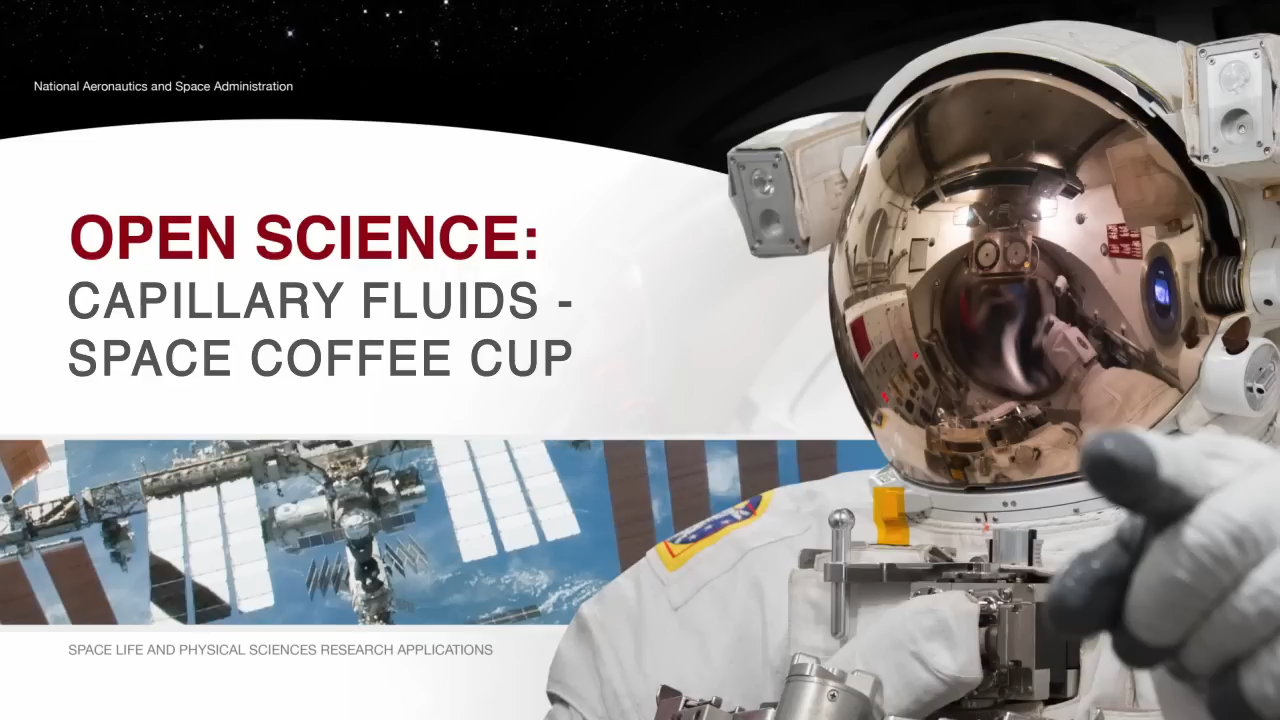 National Aeronautics and Space Administration
OPEN SCIENCE:
CAPILLARY FLUIDS -
SPACE COFFEE CUP
SPACE LIFE AND PHYSICAL SCIENCES RESEARCH APPLICATIONS